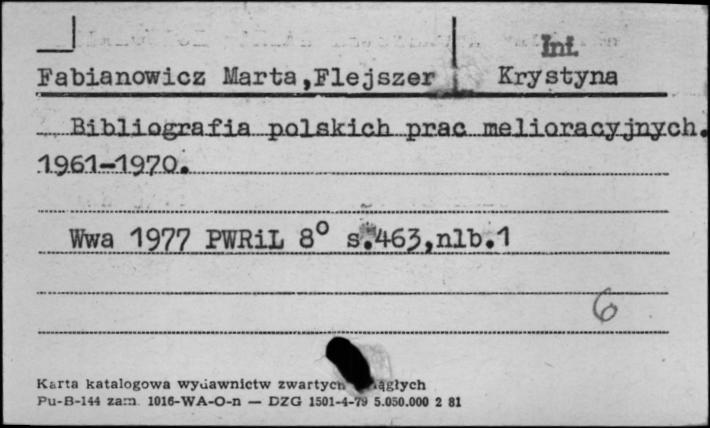 Inf.
Fabianowicz Marta,Flejszer Krystyna
Bibliografia polskich prac melioracyjnych.
1961-1970.
Wwa 1977 PWRiL 8° s.463,nlb.1
6
Karta katalogowa wydawnictw zwartych ciągłych
Pu-B-144 zam. 1016-WA-O-n — DZG 1501-4-79 5.050.000 2 81